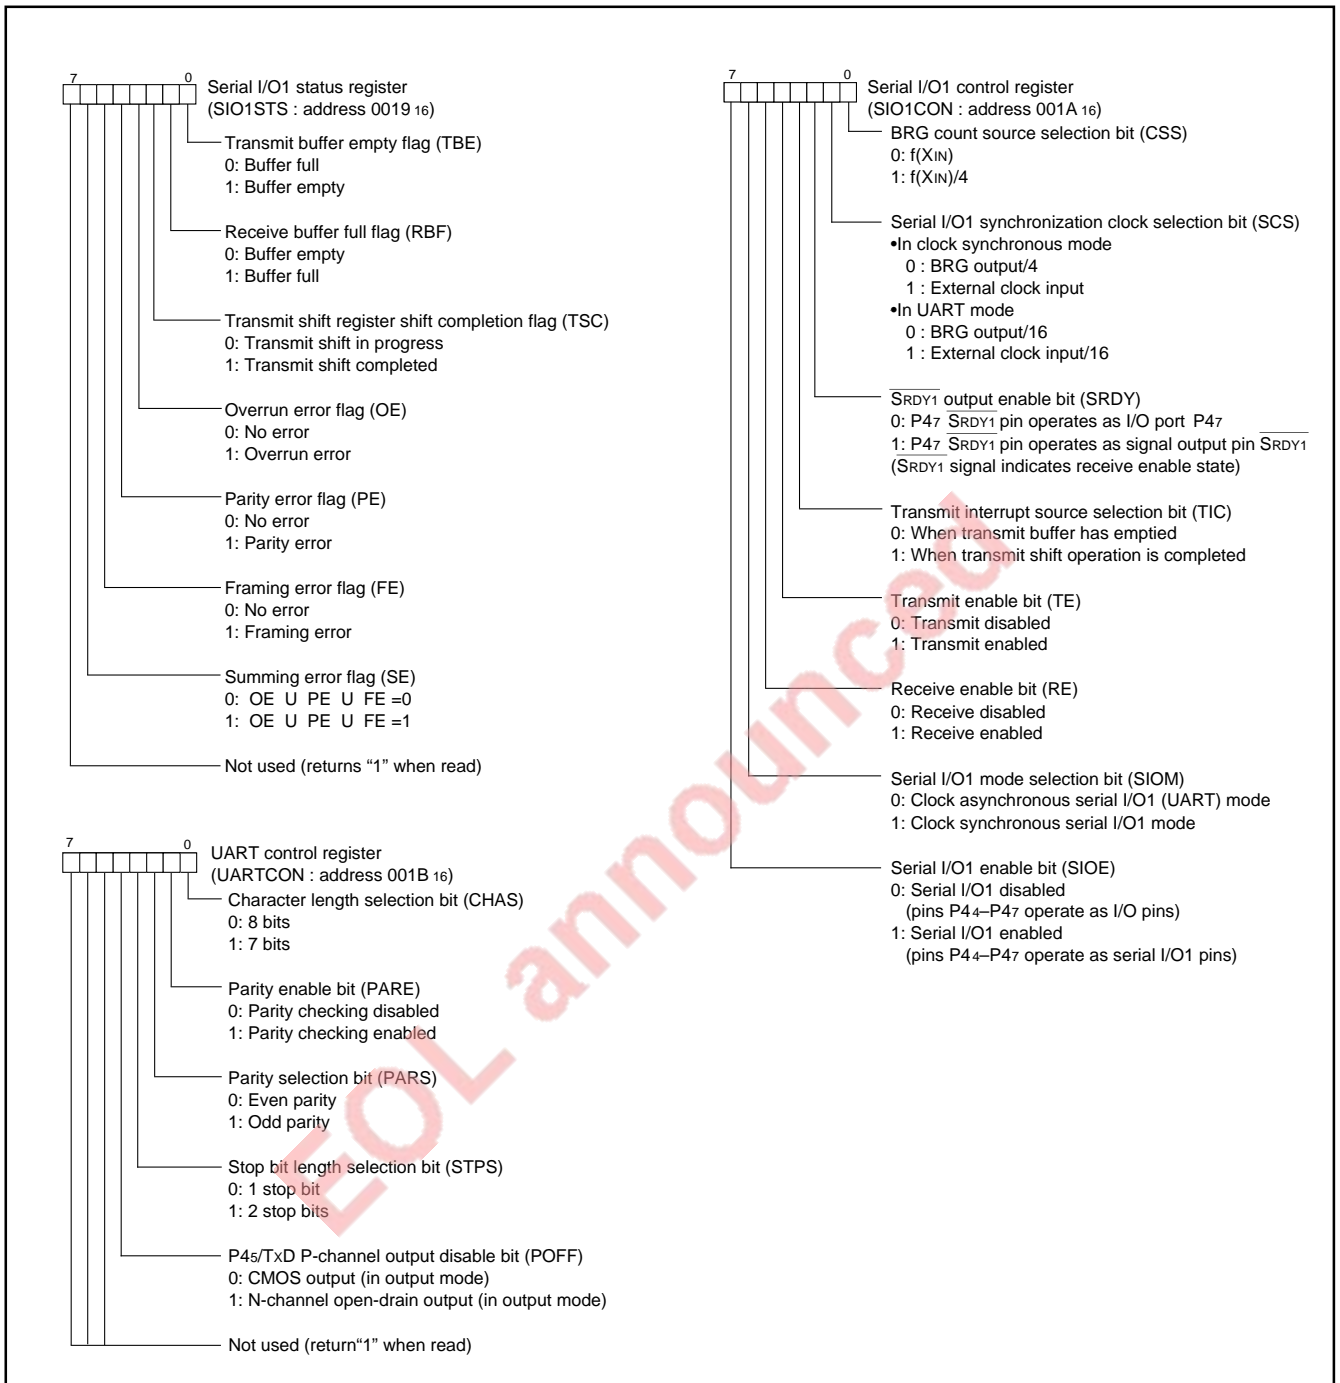 7 0
Serial I/O1 status register
(SIO1STS : address 0019 16)
Transmit buffer empty flag (TBE)
0: Buffer full
1: Buffer empty
Receive buffer full flag (RBF)
0: Buffer empty
1: Buffer full
Transmit shift register shift completion flag (TSC)
0: Transmit shift in progress
1: Transmit shift completed
Overrun error flag (OE)
0: No error
1: Overrun error
Parity error flag (PE)
0: No error
1: Parity error
Framing error flag (FE)
0: No error
1: Framing error
Summing error flag (SE)
0: OE U PE U FE =0
1: OE U PE U FE =1
Not used (returns “1” when read)
7 0
UART control register
(UARTCON : address 001B 16)
Character length selection bit (CHAS)
0: 8 bits
1: 7 bits
Parity enable bit (PARE)
0: Parity checking disabled
1: Parity checking enabled
Parity selection bit (PARS)
0: Even parity
1: Odd parity
Stop bit length selection bit (STPS)
0: 1 stop bit
1: 2 stop bits
P45/TxD P-channel output disable bit (POFF)
0: CMOS output (in output mode)
1: N-channel open-drain output (in output mode)
Not used (return“1” when read)
7 0
Serial I/O1 control register
(SIO1CON : address 001A 16)
BRG count source selection bit (CSS)
0: f(XIN)
1: f(XIN)/4
Serial I/O1 synchronization clock selection bit (SCS)
•In clock synchronous mode
0 : BRG output/4
1 : External clock input
•In UART mode
0 : BRG output/16
1 : External clock input/16
SRDY1 output enable bit (SRDY)
0: P47 SRDY1 pin operates as I/O port P47
1: P47 SRDY1 pin operates as signal output pin SRDY1
(SRDY1 signal indicates receive enable state)
Transmit interrupt source selection bit (TIC)
0: When transmit buffer has emptied
1: When transmit shift operation is completed
Transmit enable bit (TE)
0: Transmit disabled
1: Transmit enabled
Receive enable bit (RE)
0: Receive disabled
1: Receive enabled
Serial I/O1 mode selection bit (SIOM)
0: Clock asynchronous serial I/O1 (UART) mode
1: Clock synchronous serial I/O1 mode
Serial I/O1 enable bit (SIOE)
0: Serial I/O1 disabled
(pins P44–P47 operate as I/O pins)
1: Serial I/O1 enabled
(pins P44–P47 operate as serial I/O1 pins)
EOL announced